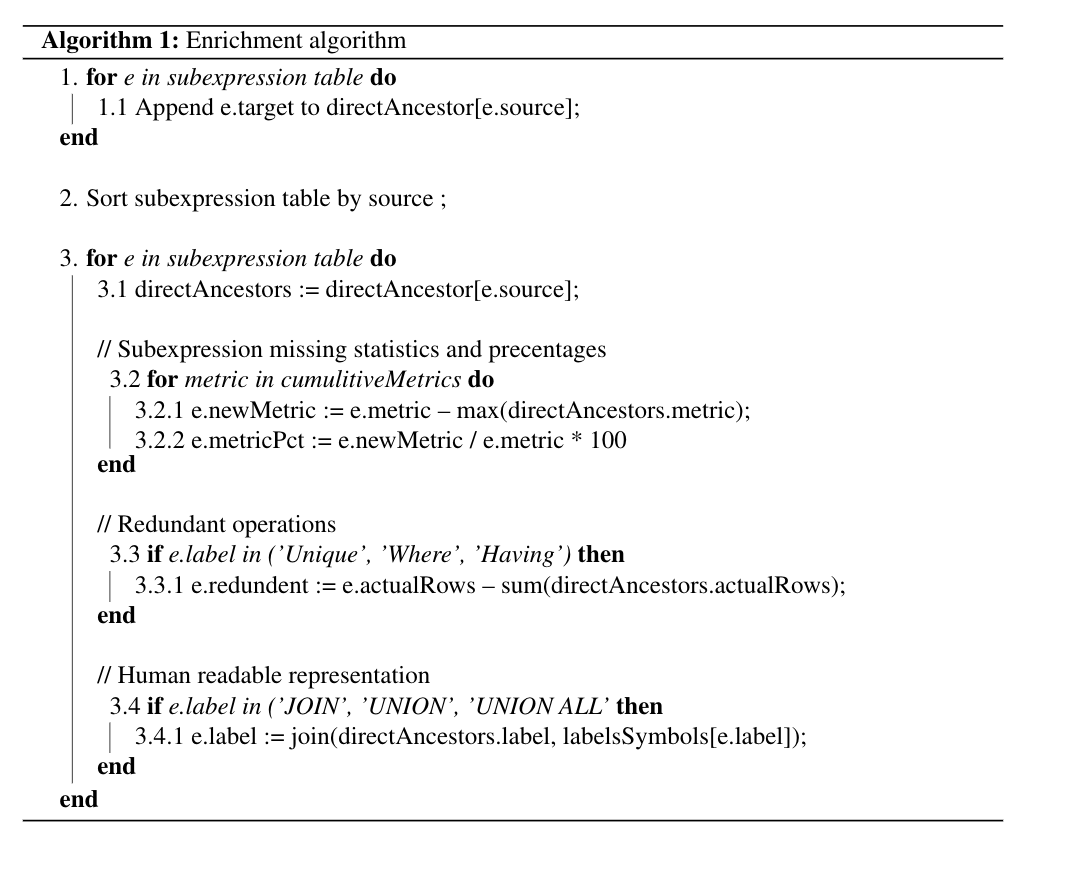 Algorithm 1: Enrichment algorithm
1. for e in subexpression table do
1.1 Append e.target to directAncestor[e.source];
end
2. Sort subexpression table by source ;
3. for e in subexpression table do
3.1 directAncestors := directAncestor[e.source];
// Subexpression missing statistics and precentages
3.2 for metric in cumulitiveMetrics do
3.2.1 e.newMetric := e.metric – max(directAncestors.metric);
3.2.2 e.metricPct := e.newMetric / e.metric * 100
end
// Redundant operations
3.3 if e.label in ('Unique', 'Where', 'Having') then
3.3.1 e.redundent := e.actualRows – sum(directAncestors.actualRows);
end
// Human readable representation
3.4 if e.label in ('JOIN', 'UNION', 'UNION ALL' then
3.4.1 e.label := join(directAncestors.label, labelsSymbols[e.label]);
end
end